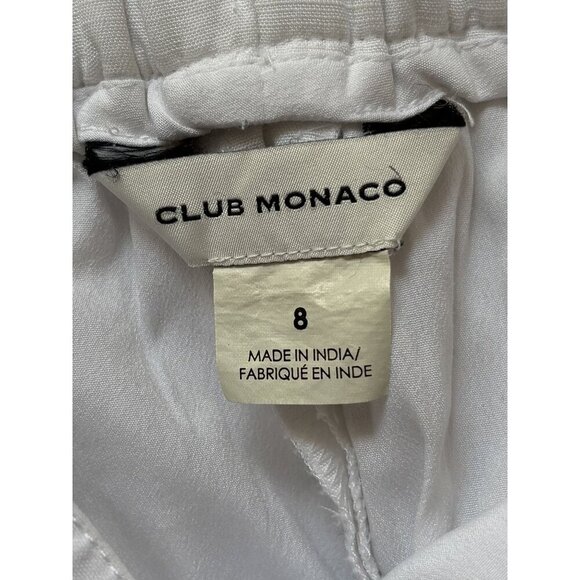 CLUB MONACO
8
MADE IN INDIA/
FABRIQUÉ EN INDE